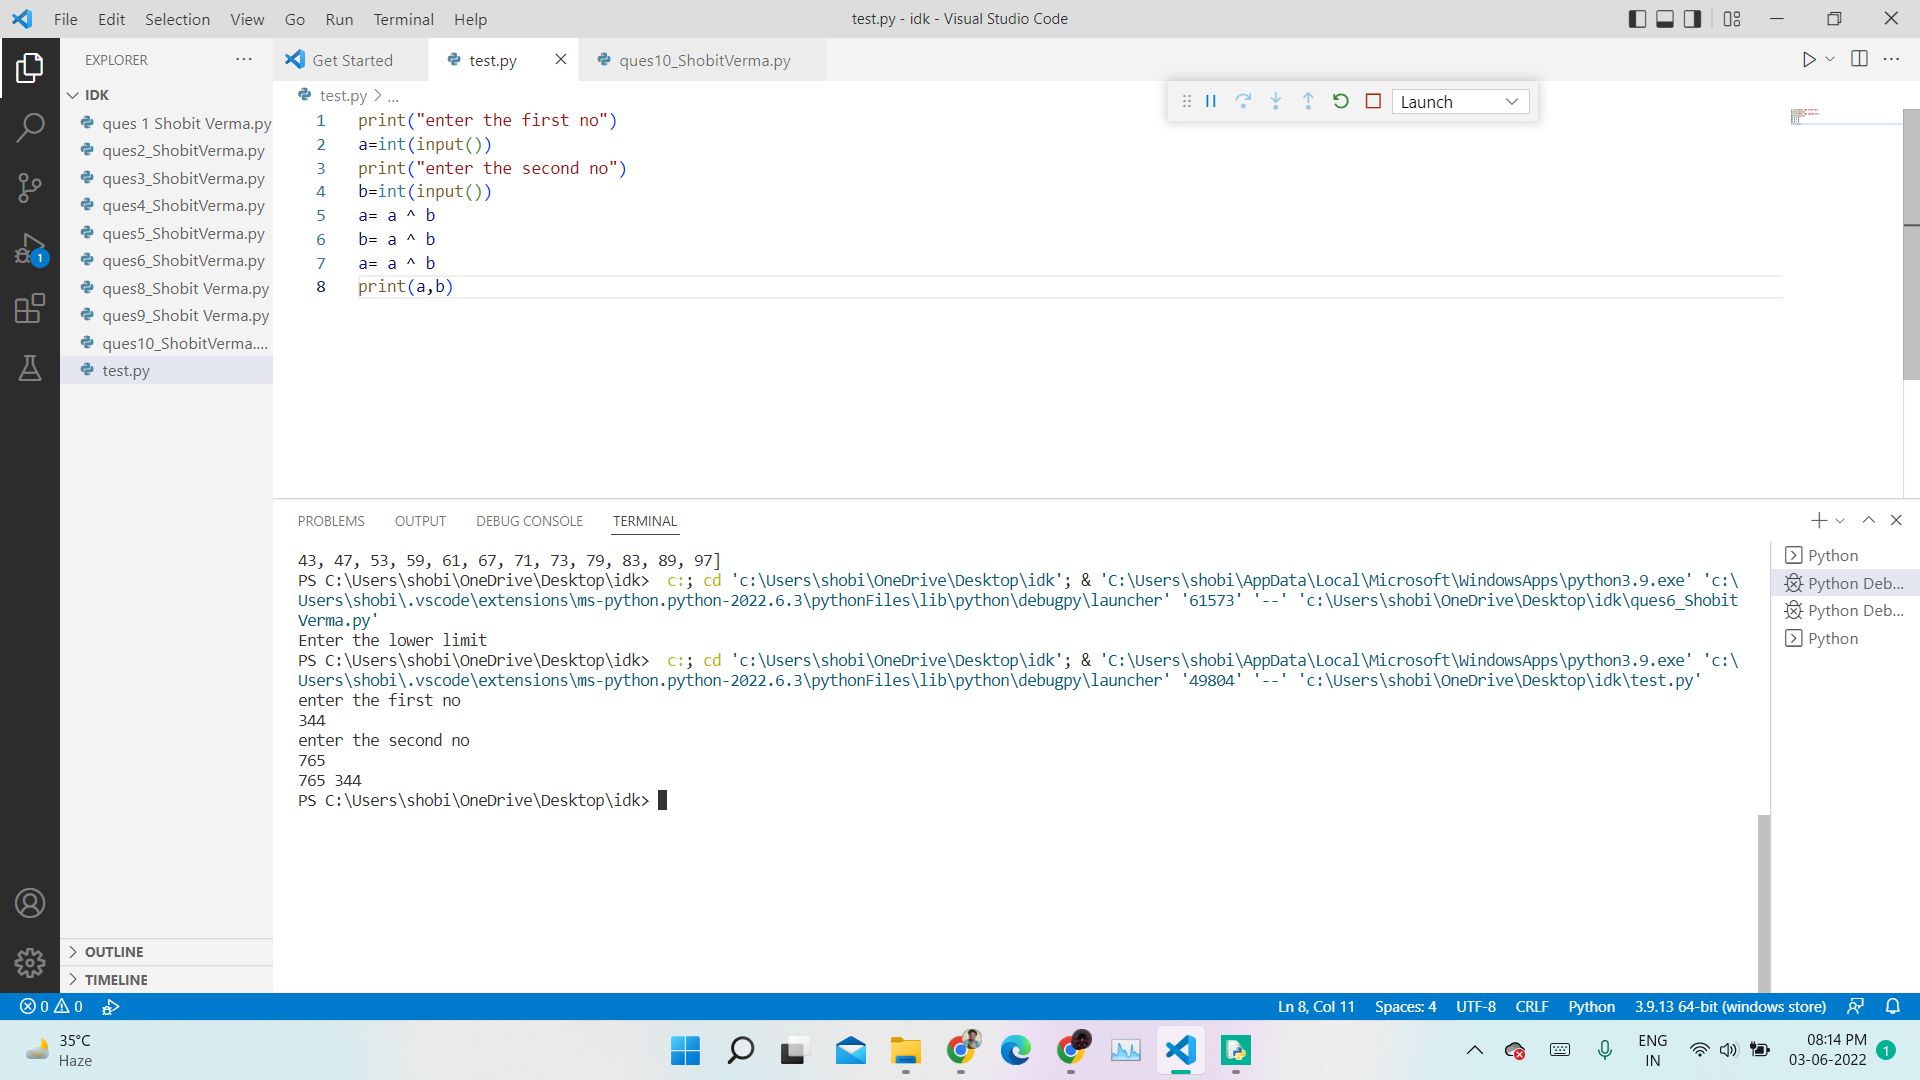 File Edit Selection View Go Run Terminal Help
test.py - idk - Visual Studio Code
EXPLORER
Get Started
test.py
ques10_ShobitVerma.py
IDK
ques 1 Shobit Verma.py
ques2_ShobitVerma.py
ques3_ShobitVerma.py
ques4_ShobitVerma.py
ques5_ShobitVerma.py
ques6_ShobitVerma.py
ques8_Shobit Verma.py
ques9_Shobit Verma.py
ques10_ShobitVerma....
test.py
1
OUTLINE
TIMELINE
test.py > ...
Launch
1 print("enter the first no")
2 a=int(input())
3 print("enter the second no")
4 b=int(input())
5 a= a ^ b
6 b= a ^ b
7 a= a ^ b
8 print(a,b)
PROBLEMS OUTPUT DEBUG CONSOLE TERMINAL
43, 47, 53, 59, 61, 67, 71, 73, 79, 83, 89, 97]
PS C:\Users\shobi\OneDrive\Desktop\idk>  c:; cd 'c:\Users\shobi\OneDrive\Desktop\idk'; & 'C:\Users\shobi\AppData\Local\Microsoft\WindowsApps\python3.9.exe' 'c:\
Users\shobi\.vscode\extensions\ms-python.python-2022.6.3\pythonFiles\lib\python\debugpy\launcher' '61573' '--' 'c:\Users\shobi\OneDrive\Desktop\idk\ques6_Shobit
Verma.py'
Enter the lower limit
PS C:\Users\shobi\OneDrive\Desktop\idk>  c:; cd 'c:\Users\shobi\OneDrive\Desktop\idk'; & 'C:\Users\shobi\AppData\Local\Microsoft\WindowsApps\python3.9.exe' 'c:\
Users\shobi\.vscode\extensions\ms-python.python-2022.6.3\pythonFiles\lib\python\debugpy\launcher' '49804' '--' 'c:\Users\shobi\OneDrive\Desktop\idk\test.py'
enter the first no
344
enter the second no
765
765 344
PS C:\Users\shobi\OneDrive\Desktop\idk>
Python
Python Deb...
Python Deb...
Python
0 0
Ln 8, Col 11 Spaces: 4 UTF-8 CRLF Python 3.9.13 64-bit (windows store)
35°C
Haze
ENG
IN
08:14 PM
03-06-2022
1